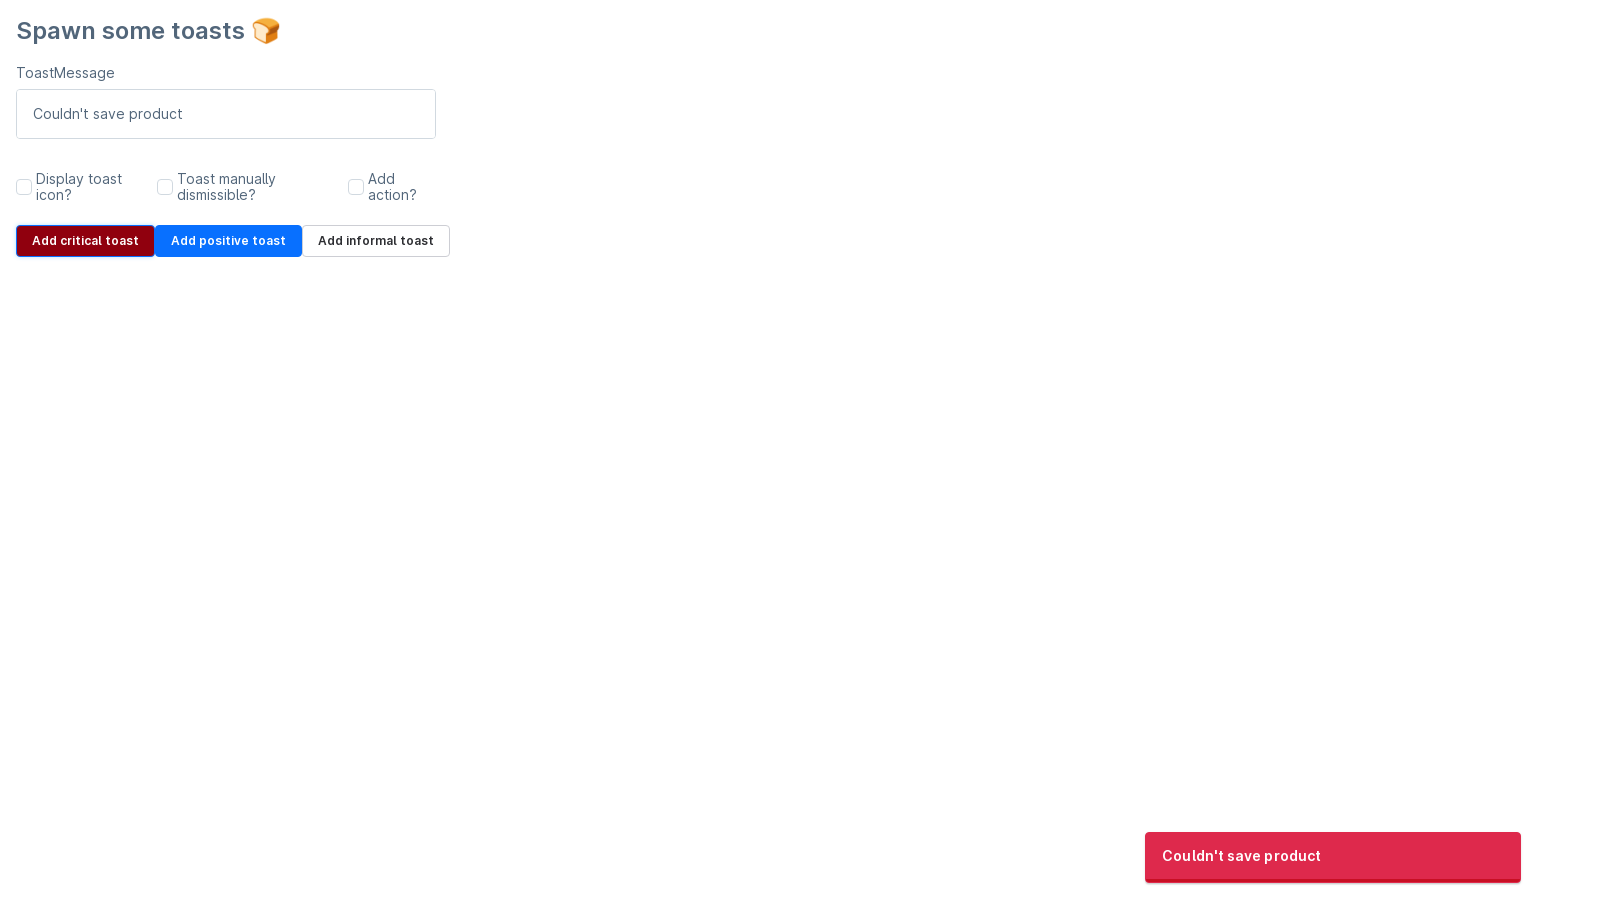 Spawn some toasts 🍞
ToastMessage
Couldn't save product
Display toast
icon?
Toast manually
dismissible?
Add
action?
Add critical toast
Add positive toast
Add informal toast
Couldn't save product